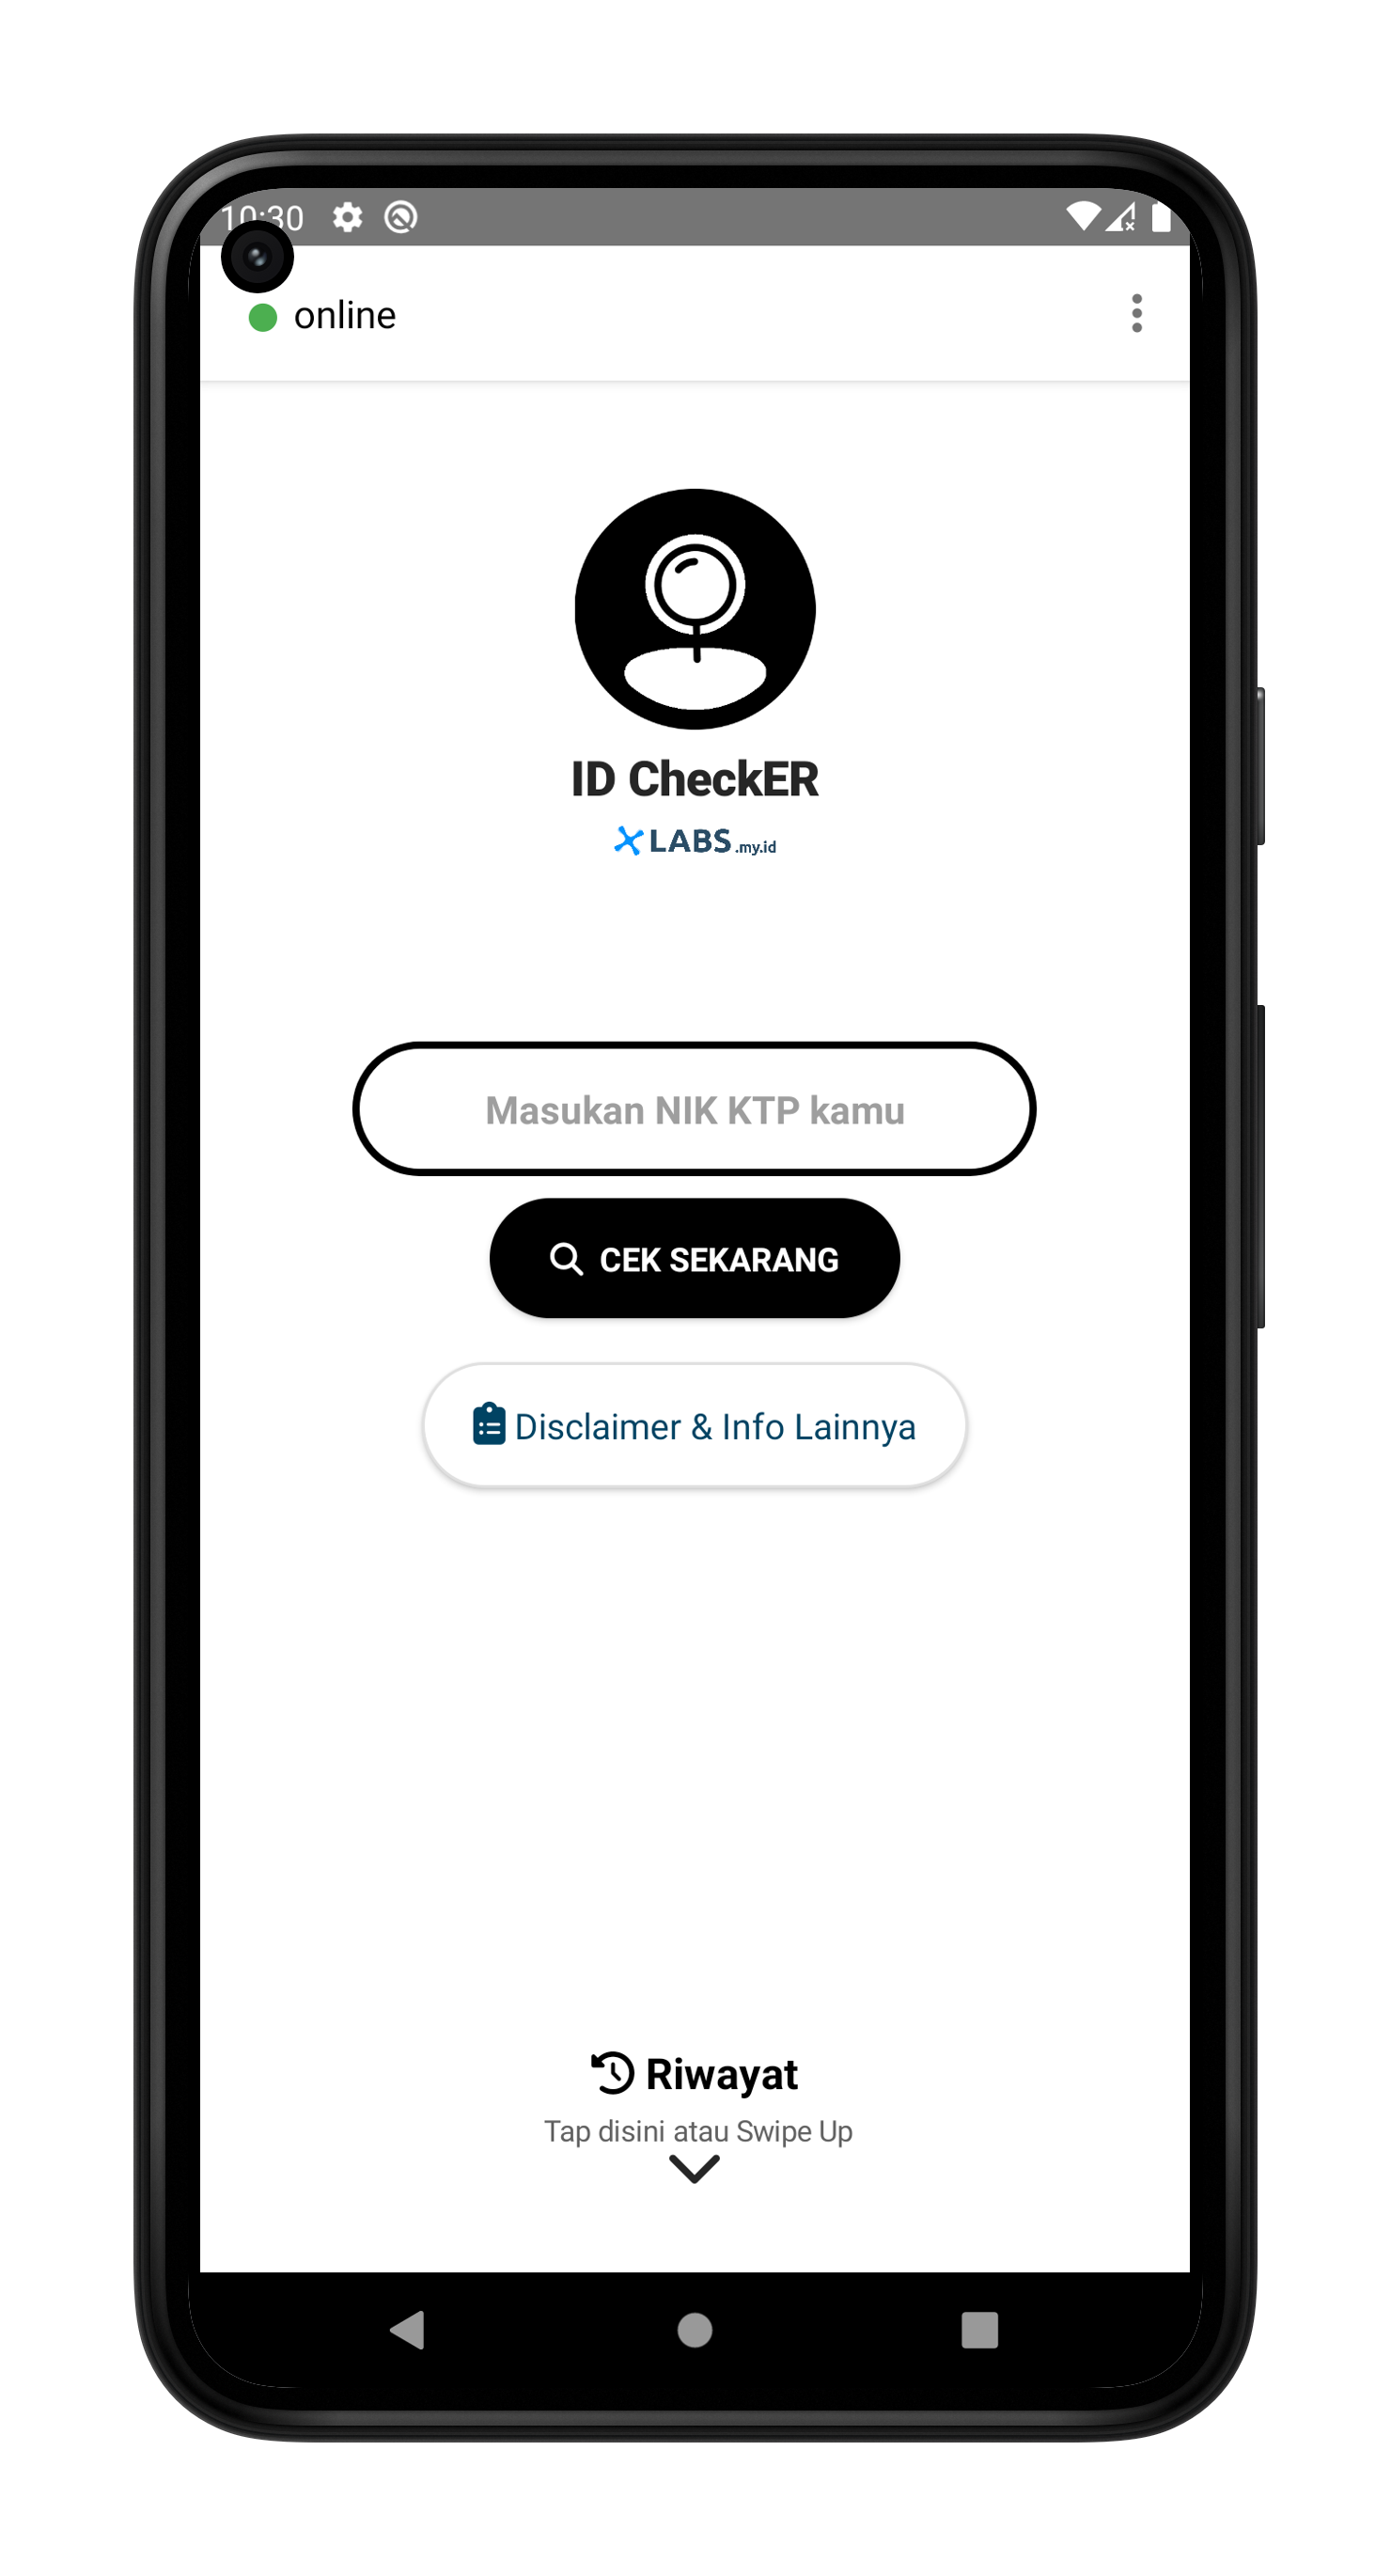 10:30
online
ID CheckER
LABS.my.id
Masukan NIK KTP kamu
CEK SEKARANG
Disclaimer & Info Lainnya
Riwayat
Tap disini atau Swipe Up